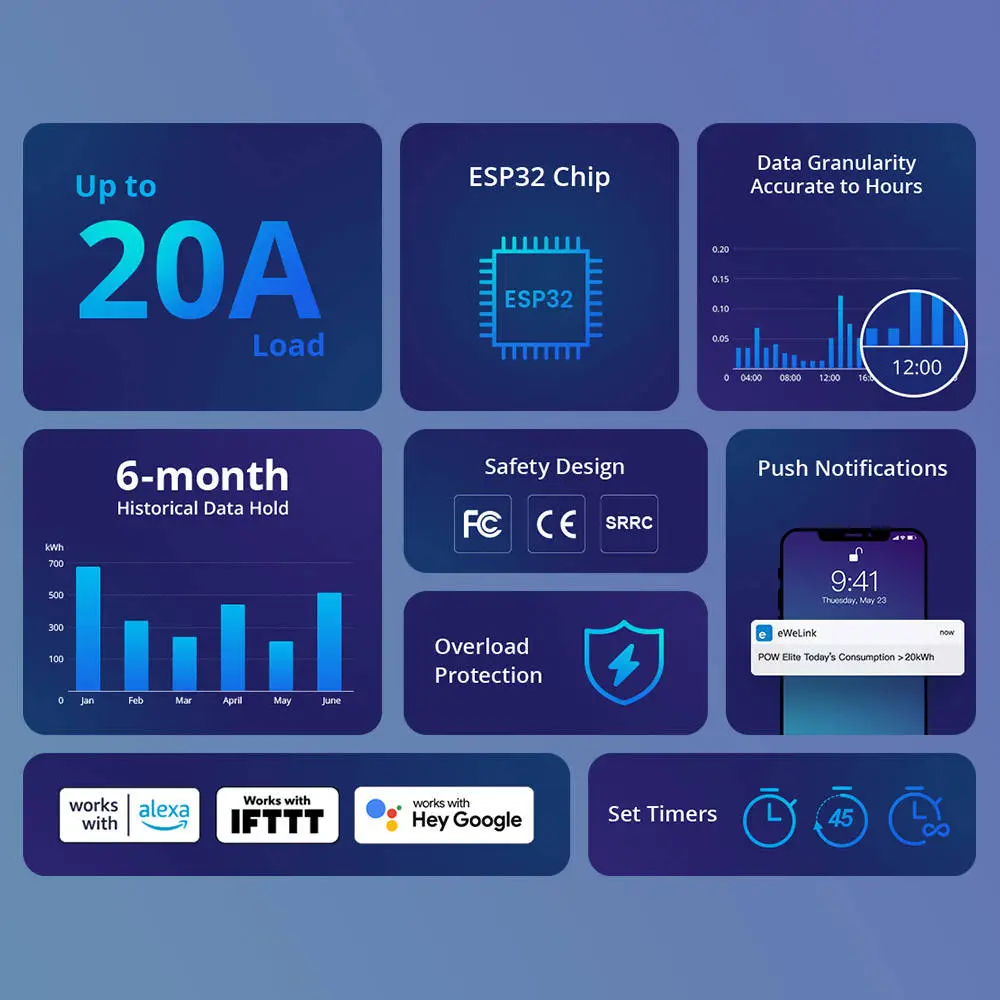 Up to
20A
Load
ESP32 Chip
ESP32
Data Granularity
Accurate to Hours
0.20
0.15
0.10
0.05
0 04:00 08:00 12:00 16:0
12:00
6-month
Historical Data Hold
kWh
700
500
300
100
0 Jan Feb Mar April May June
Safety Design
FC CE SRRC
Overload
Protection
Push Notifications
9:41
Thursday, May 23
e eWeLink now
POW Elite Today's Consumption > 20kWh
works
with
alexa
Works with
IFTTT
works with
Hey Google
Set Timers
45